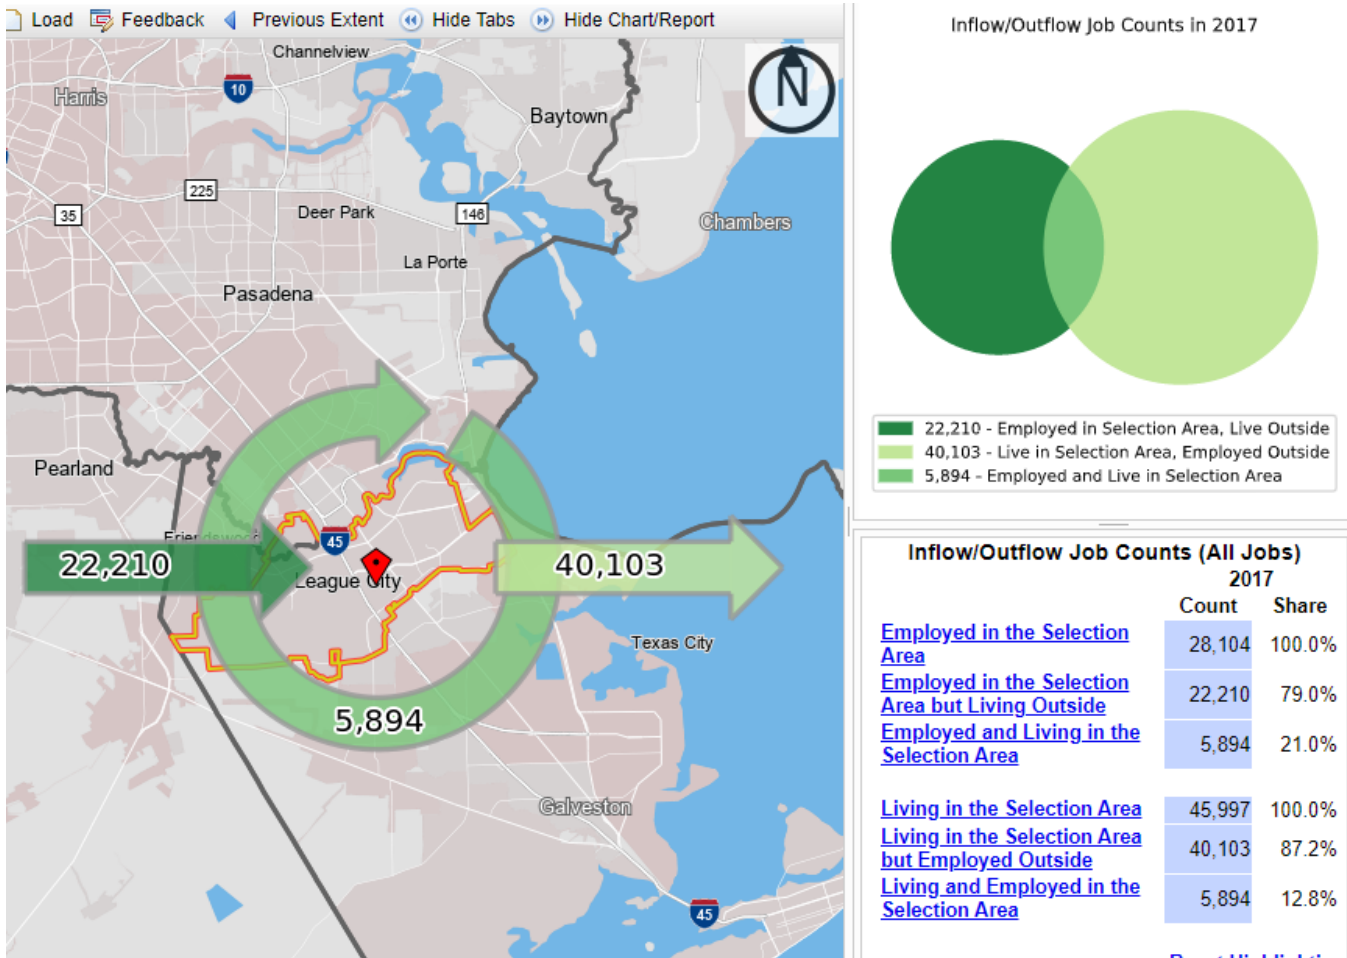 Load Feedback Previous Extent Hide Tabs Hide Chart/Report
Channelview
N
10
Harris
Baytown
225
35
Deer Park
146
Chambers
La Porte
Pasadena
Pearland
Friendswood
45
22,210
League City
40,103
Texas City
5,894
Galveston
45
Inflow/Outflow Job Counts in 2017
22,210 - Employed in Selection Area, Live Outside
40,103 - Live in Selection Area, Employed Outside
5,894 - Employed and Live in Selection Area
Inflow/Outflow Job Counts (All Jobs)
2017
Count Share
Employed in the Selection
Area 28,104 100.0%
Employed in the Selection
Area but Living Outside 22,210 79.0%
Employed and Living in the
Selection Area 5,894 21.0%
Living in the Selection Area 45,997 100.0%
Living in the Selection Area
but Employed Outside 40,103 87.2%
Living and Employed in the
Selection Area 5,894 12.8%